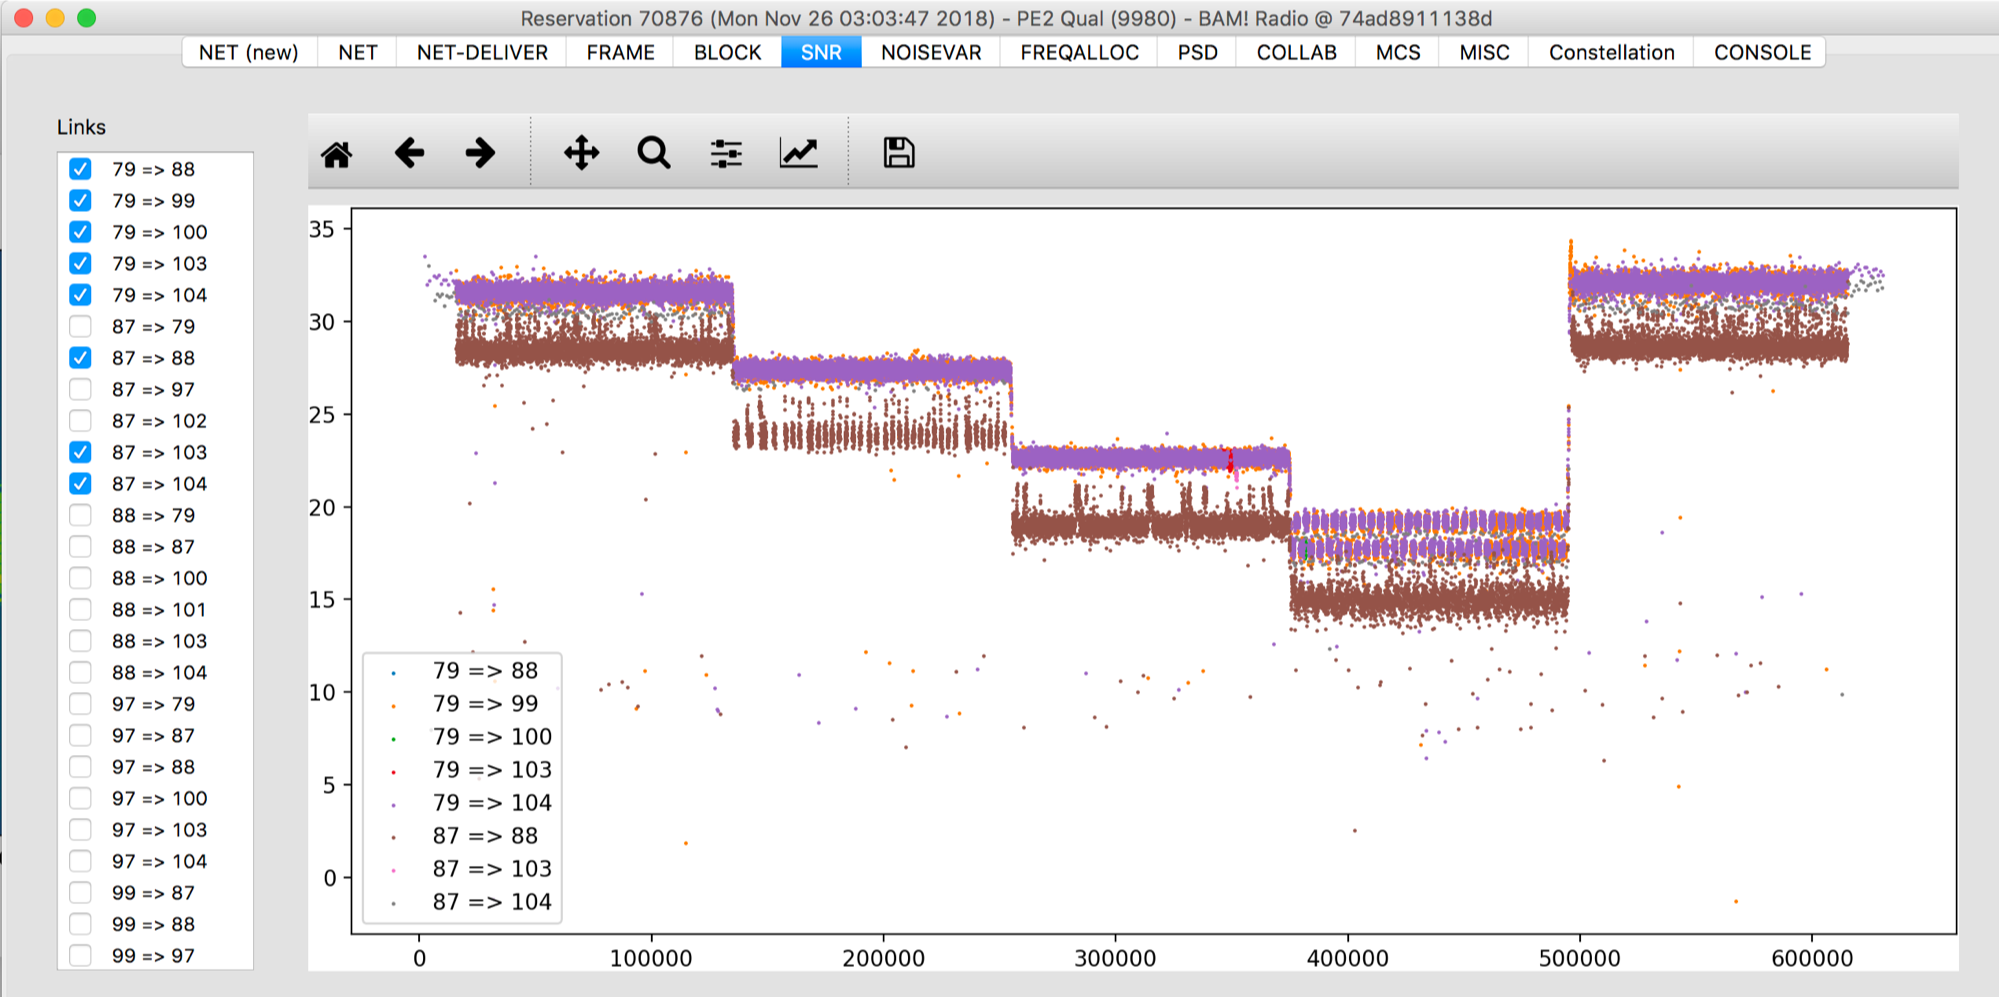 Reservation 70876 (Mon Nov 26 03:03:47 2018) - PE2 Qual (9980) - BAM! Radio @ 74ad8911138d
NET (new) NET NET-DELIVER FRAME BLOCK SNR NOISEVAR FREQALLOC PSD COLLAB MCS MISC Constellation CONSOLE
Links
79 => 88
79 => 99
79 => 100
79 => 103
79 => 104
87 => 79
87 => 88
87 => 97
87 => 102
87 => 103
87 => 104
88 => 79
88 => 87
88 => 100
88 => 101
88 => 103
88 => 104
97 => 79
97 => 87
97 => 88
97 => 100
97 => 103
97 => 104
99 => 87
99 => 88
99 => 97
35
30
25
20
15
10
5
0
79 => 88
79 => 99
79 => 100
79 => 103
79 => 104
87 => 88
87 => 103
87 => 104
0 100000 200000 300000 400000 500000 600000